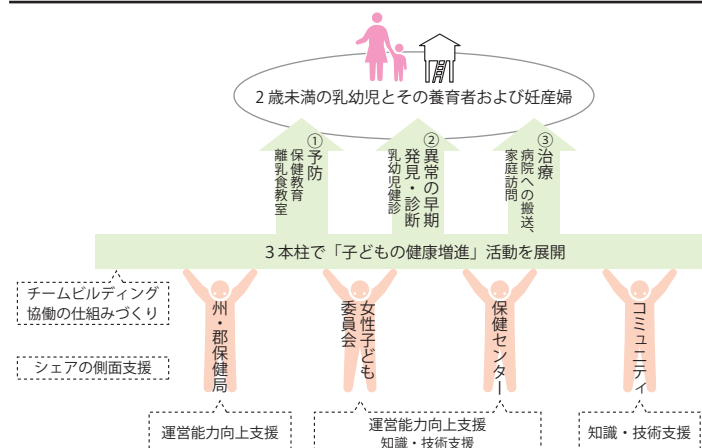 2歳未満の乳幼児とその養育者および妊産婦
①予防
保健教育
離乳食教室
②異常の早期
発見・診断
乳幼児健診
③治療
病院への搬送、
家庭訪問
3本柱で「子どもの健康増進」活動を展開
チームビルディング
協働の仕組みづくり
シェアの側面支援
州・郡保健局
女性子ども
委員会
保健センター
コミュニティ
運営能力向上支援
運営能力向上支援
知識・技術支援
知識・技術支援